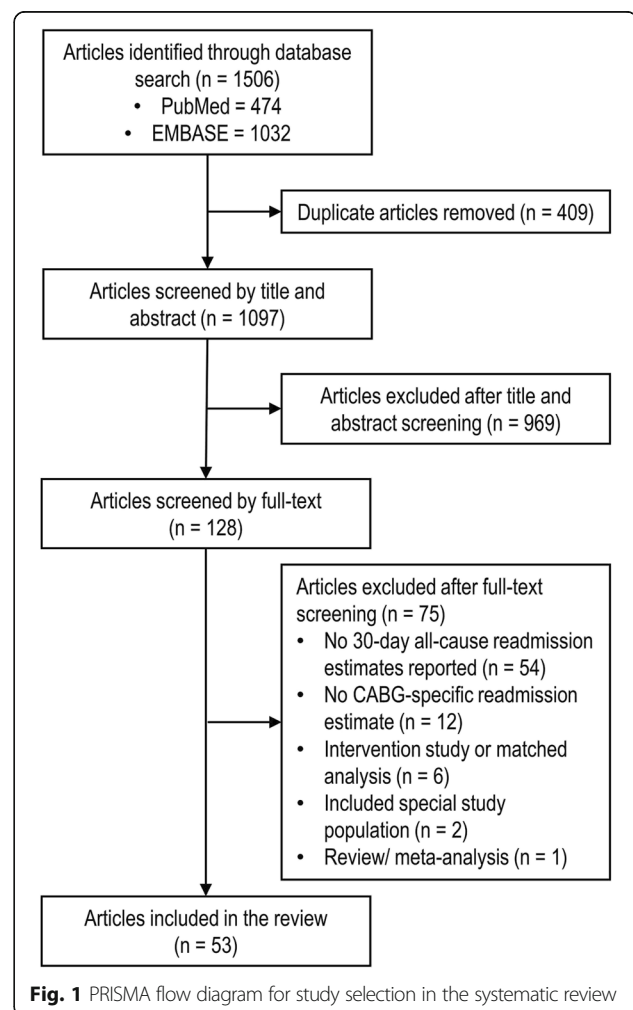 Articles identified through database
search (n = 1506)
• PubMed = 474
• EMBASE = 1032
Duplicate articles removed (n = 409)
Articles screened by title and
abstract (n = 1097)
Articles excluded after title and
abstract screening (n = 969)
Articles screened by full-text
(n = 128)
Articles excluded after full-text
screening (n = 75)
• No 30-day all-cause readmission
estimates reported (n = 54)
• No CABG-specific readmission
estimate (n = 12)
• Intervention study or matched
analysis (n = 6)
• Included special study
population (n = 2)
• Review/ meta-analysis (n = 1)
Articles included in the review
(n = 53)
Fig. 1 PRISMA flow diagram for study selection in the systematic review